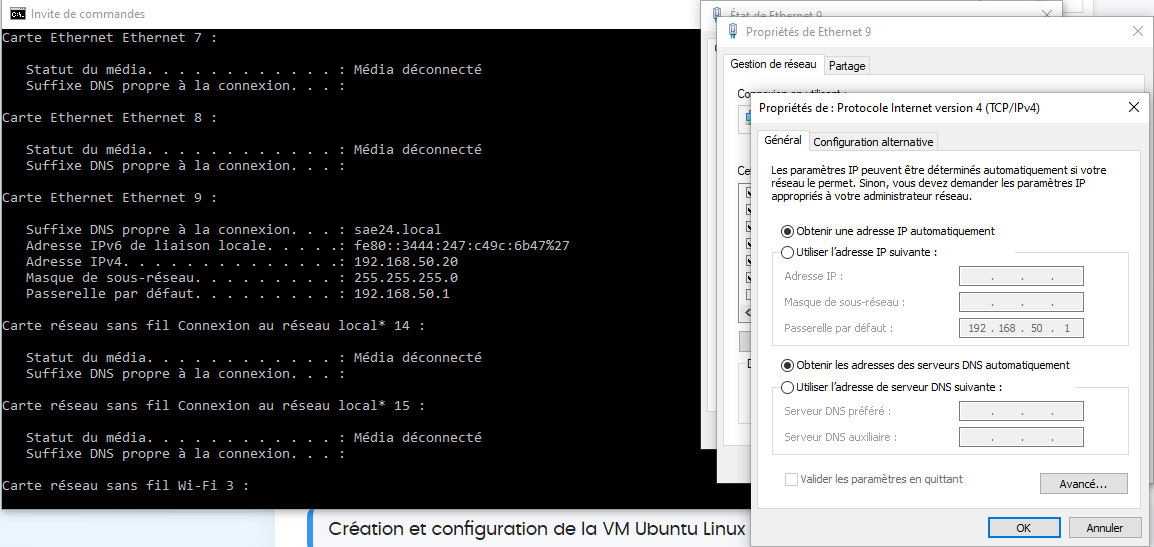 Invite de commandes
Carte Ethernet Ethernet 7 :
Statut du média. . . . . . . . . . . . : Média déconnecté
Suffixe DNS propre à la connexion. . . :
Carte Ethernet Ethernet 8 :
Statut du média. . . . . . . . . . . . : Média déconnecté
Suffixe DNS propre à la connexion. . . :
Carte Ethernet Ethernet 9 :
Suffixe DNS propre à la connexion. . . : sae24.local
Adresse IPv6 de liaison locale. . . . .: fe80::3444:247:c49c:6b47%27
Adresse IPv4. . . . . . . . . . . . . .: 192.168.50.20
Masque de sous-réseau. . . . . . . . . : 255.255.255.0
Passerelle par défaut. . . . . . . . . : 192.168.50.1
Carte réseau sans fil Connexion au réseau local* 14 :
Statut du média. . . . . . . . . . . . : Média déconnecté
Suffixe DNS propre à la connexion. . . :
Carte réseau sans fil Connexion au réseau local* 15 :
Statut du média. . . . . . . . . . . . : Média déconnecté
Suffixe DNS propre à la connexion. . . :
Carte réseau sans fil Wi-Fi 3 :
Création et configuration de la VM Ubuntu Linux
État de Ethernet 9
Propriétés de Ethernet 9
Gestion de réseau
Partage
Propriétés de : Protocole Internet version 4 (TCP/IPv4)
Général
Configuration alternative
Les paramètres IP peuvent être déterminés automatiquement si votre
réseau le permet. Sinon, vous devez demander les paramètres IP
appropriés à votre administrateur réseau.
Obtenir une adresse IP automatiquement
Utiliser l'adresse IP suivante :
Adresse IP :
Masque de sous-réseau :
Passerelle par défaut : 192 . 168 . 50 . 1
Obtenir les adresses des serveurs DNS automatiquement
Utiliser l'adresse de serveur DNS suivante :
Serveur DNS préféré :
Serveur DNS auxiliaire :
Valider les paramètres en quittant
Avancé...
OK
Annuler